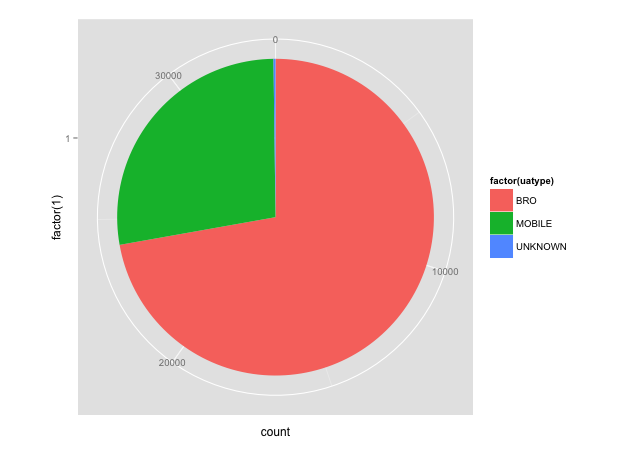 0
30000
1
factor(1)
10000
20000
count
factor(uatype)
BRO
MOBILE
UNKNOWN